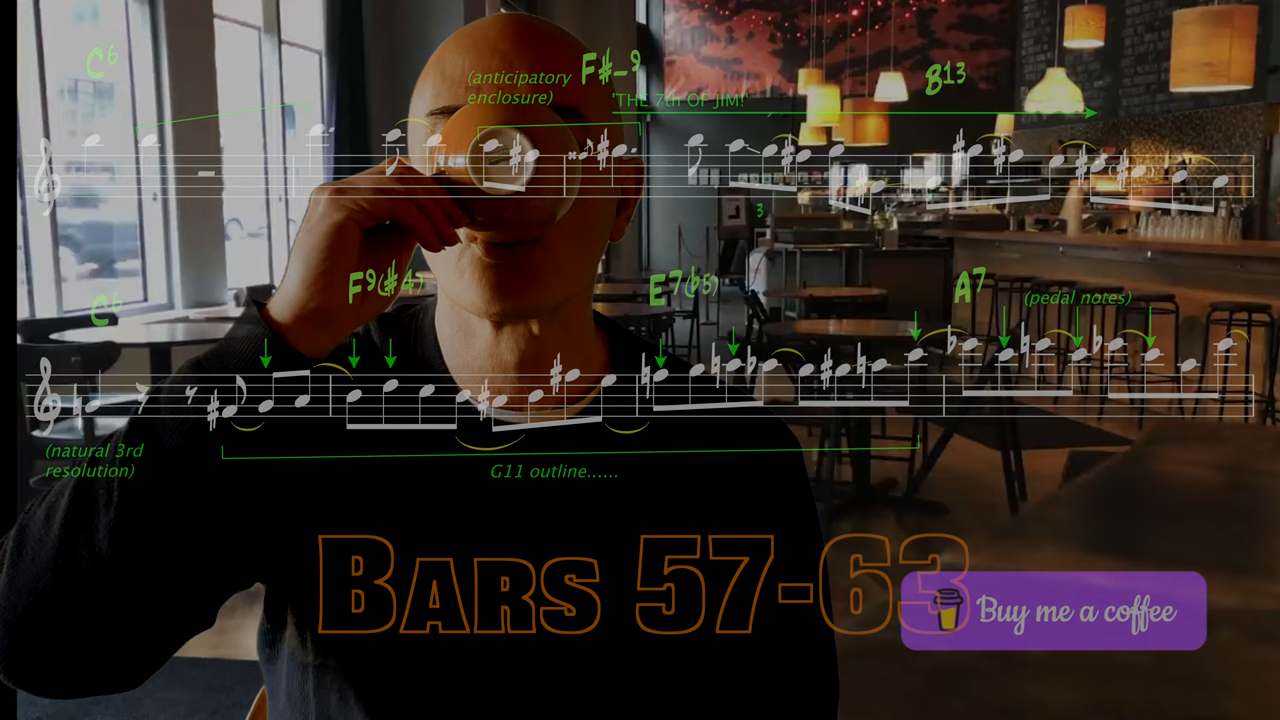 C6
F#-9
B13
(anticipatory
enclosure)
'THE 7th OF JIM!'
3
C6
F9(#4)
E7(b5)
A7
(pedal notes)
(natural 3rd
resolution)
G11 outline......
BARS 57-63
Buy me a coffee